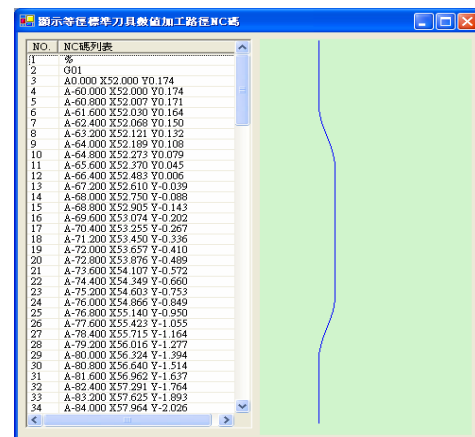 顯示等徑標準刀具數值加工路徑NC碼
NO. NC碼列表
1 %
2 G01
3 A0.000 X52.000 Y0.174
4 A-60.000 X52.000 Y0.174
5 A-60.800 X52.007 Y0.171
6 A-61.600 X52.030 Y0.164
7 A-62.400 X52.068 Y0.150
8 A-63.200 X52.121 Y0.132
9 A-64.000 X52.189 Y0.108
10 A-64.800 X52.273 Y0.079
11 A-65.600 X52.370 Y0.045
12 A-66.400 X52.483 Y0.006
13 A-67.200 X52.610 Y-0.039
14 A-68.000 X52.750 Y-0.088
15 A-68.800 X52.905 Y-0.143
16 A-69.600 X53.074 Y-0.202
17 A-70.400 X53.255 Y-0.267
18 A-71.200 X53.450 Y-0.336
19 A-72.000 X53.657 Y-0.410
20 A-72.800 X53.876 Y-0.489
21 A-73.600 X54.107 Y-0.572
22 A-74.400 X54.349 Y-0.660
23 A-75.200 X54.603 Y-0.753
24 A-76.000 X54.866 Y-0.849
25 A-76.800 X55.140 Y-0.950
26 A-77.600 X55.423 Y-1.055
27 A-78.400 X55.715 Y-1.164
28 A-79.200 X56.016 Y-1.277
29 A-80.000 X56.324 Y-1.394
30 A-80.800 X56.640 Y-1.514
31 A-81.600 X56.962 Y-1.637
32 A-82.400 X57.291 Y-1.764
33 A-83.200 X57.625 Y-1.893
34 A-84.000 X57.964 Y-2.026